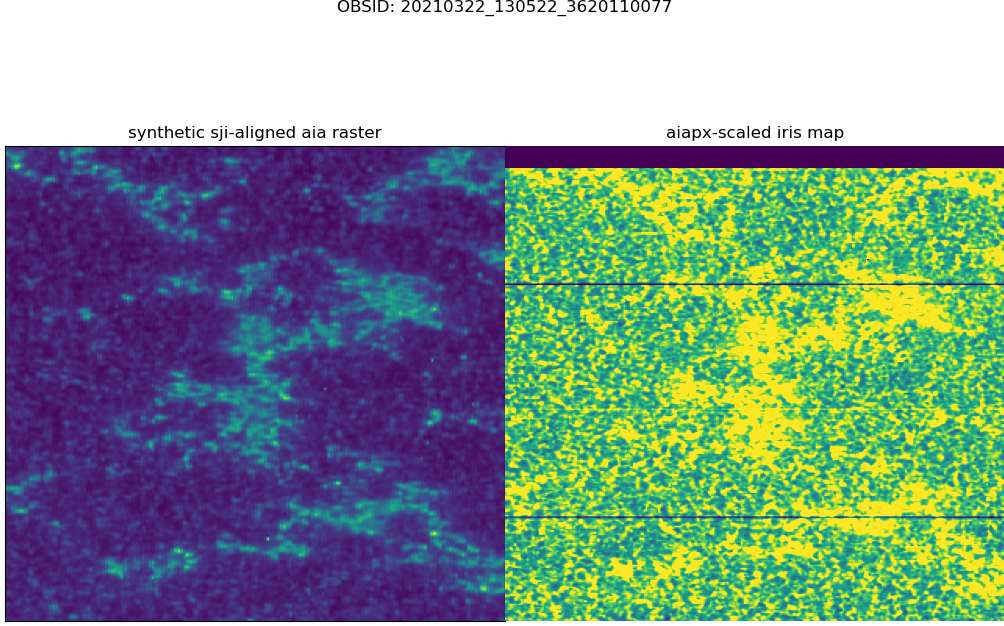 OBSID: 20210322_130522_3620110077
synthetic sji-aligned aia raster
aiapx-scaled iris map